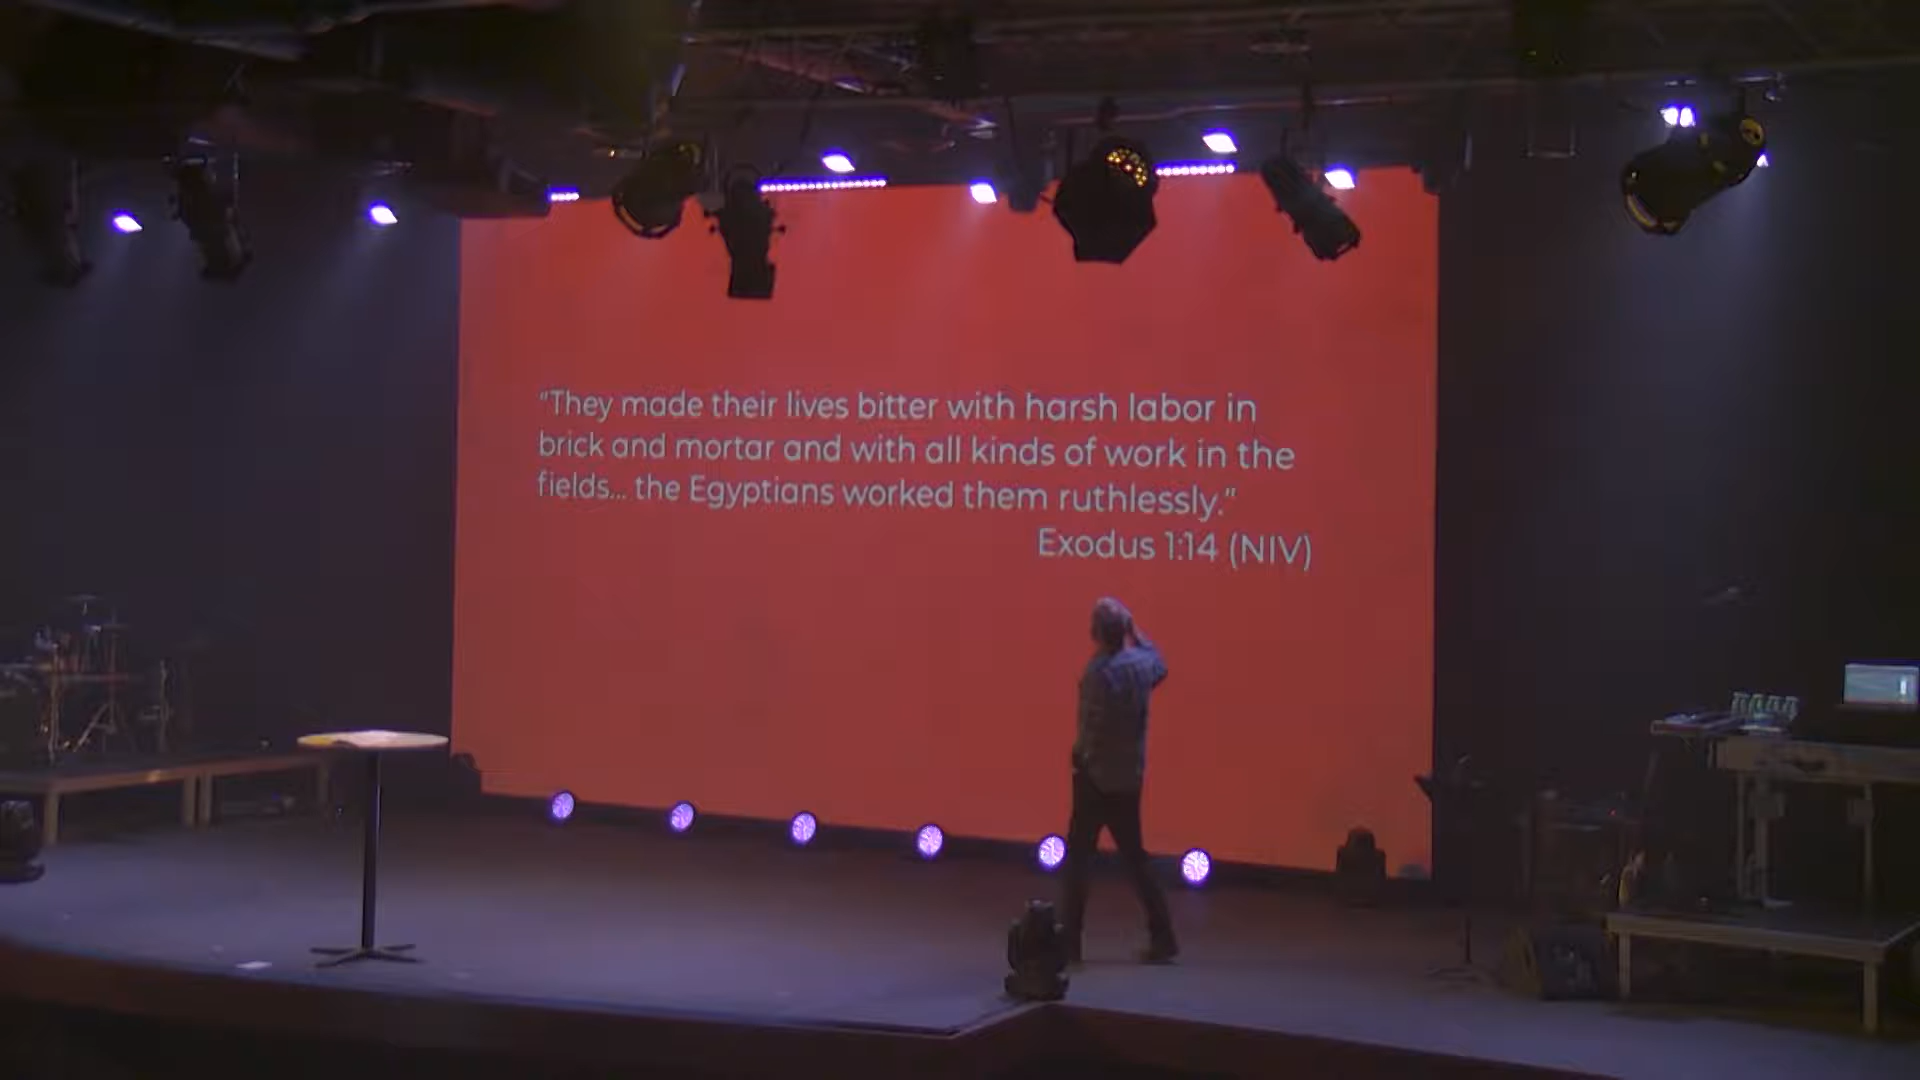 “They made their lives bitter with harsh labor in
brick and mortar and with all kinds of work in the
fields... the Egyptians worked them ruthlessly.”
Exodus 1:14 (NIV)